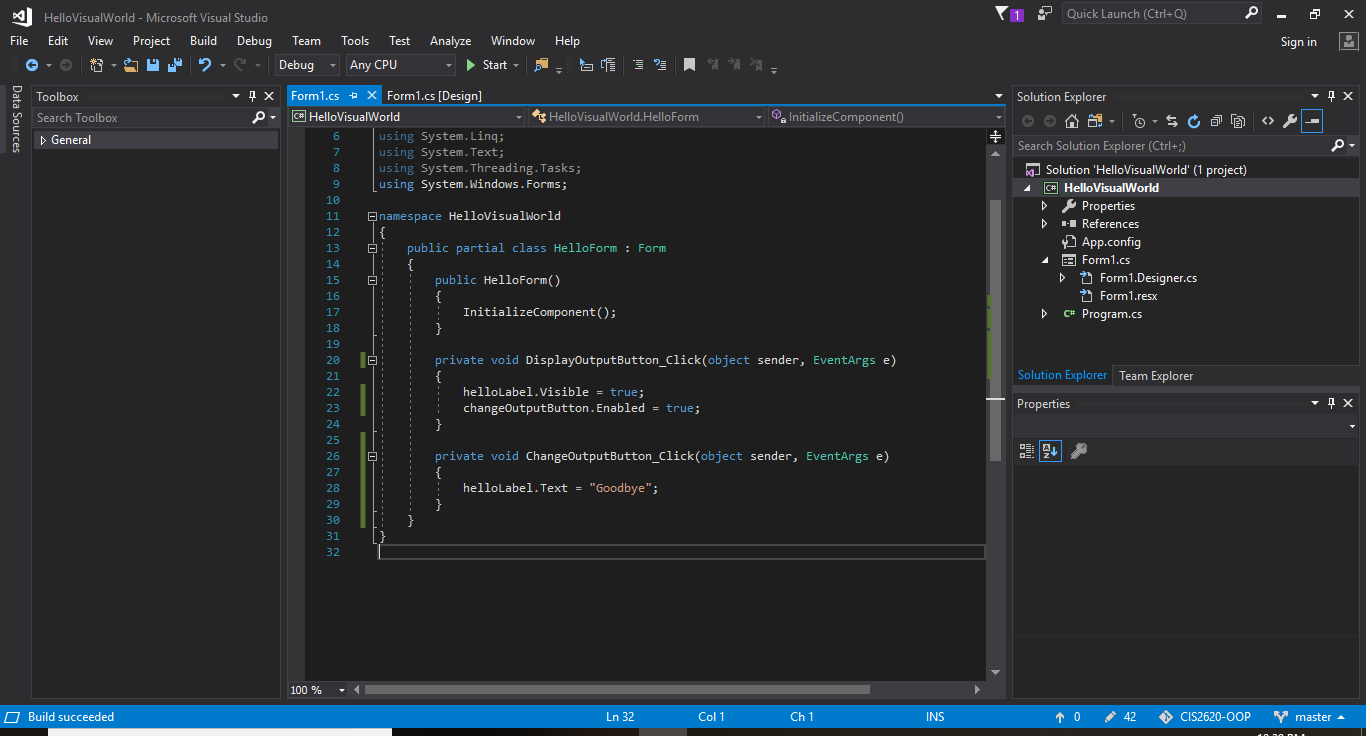 HelloVisualWorld - Microsoft Visual Studio
1
Quick Launch (Ctrl+Q)
File Edit View Project Build Debug Team Tools Test Analyze Window Help
Sign in
Debug Any CPU Start
Data Sources
Toolbox
Search Toolbox
General
Form1.cs Form1.cs [Design]
C# HelloVisualWorld HelloVisualWorld.HelloForm InitializeComponent()
6 using System.Linq;
7 using System.Text;
8 using System.Threading.Tasks;
9 using System.Windows.Forms;
10
11 namespace HelloVisualWorld
12 {
13 public partial class HelloForm : Form
14 {
15 public HelloForm()
16 {
17 InitializeComponent();
18 }
19
20 private void DisplayOutputButton_Click(object sender, EventArgs e)
21 {
22 helloLabel.Visible = true;
23 changeOutputButton.Enabled = true;
24 }
25
26 private void ChangeOutputButton_Click(object sender, EventArgs e)
27 {
28 helloLabel.Text = "Goodbye";
29 }
30 }
31 }
32
100 %
Solution Explorer
Search Solution Explorer (Ctrl+;)
Solution 'HelloVisualWorld' (1 project)
C# HelloVisualWorld
Properties
References
App.config
Form1.cs
Form1.Designer.cs
Form1.resx
C# Program.cs
Solution Explorer Team Explorer
Properties
A
Z
Build succeeded Ln 32 Col 1 Ch 1 INS 0 42 CIS2620-OOP master